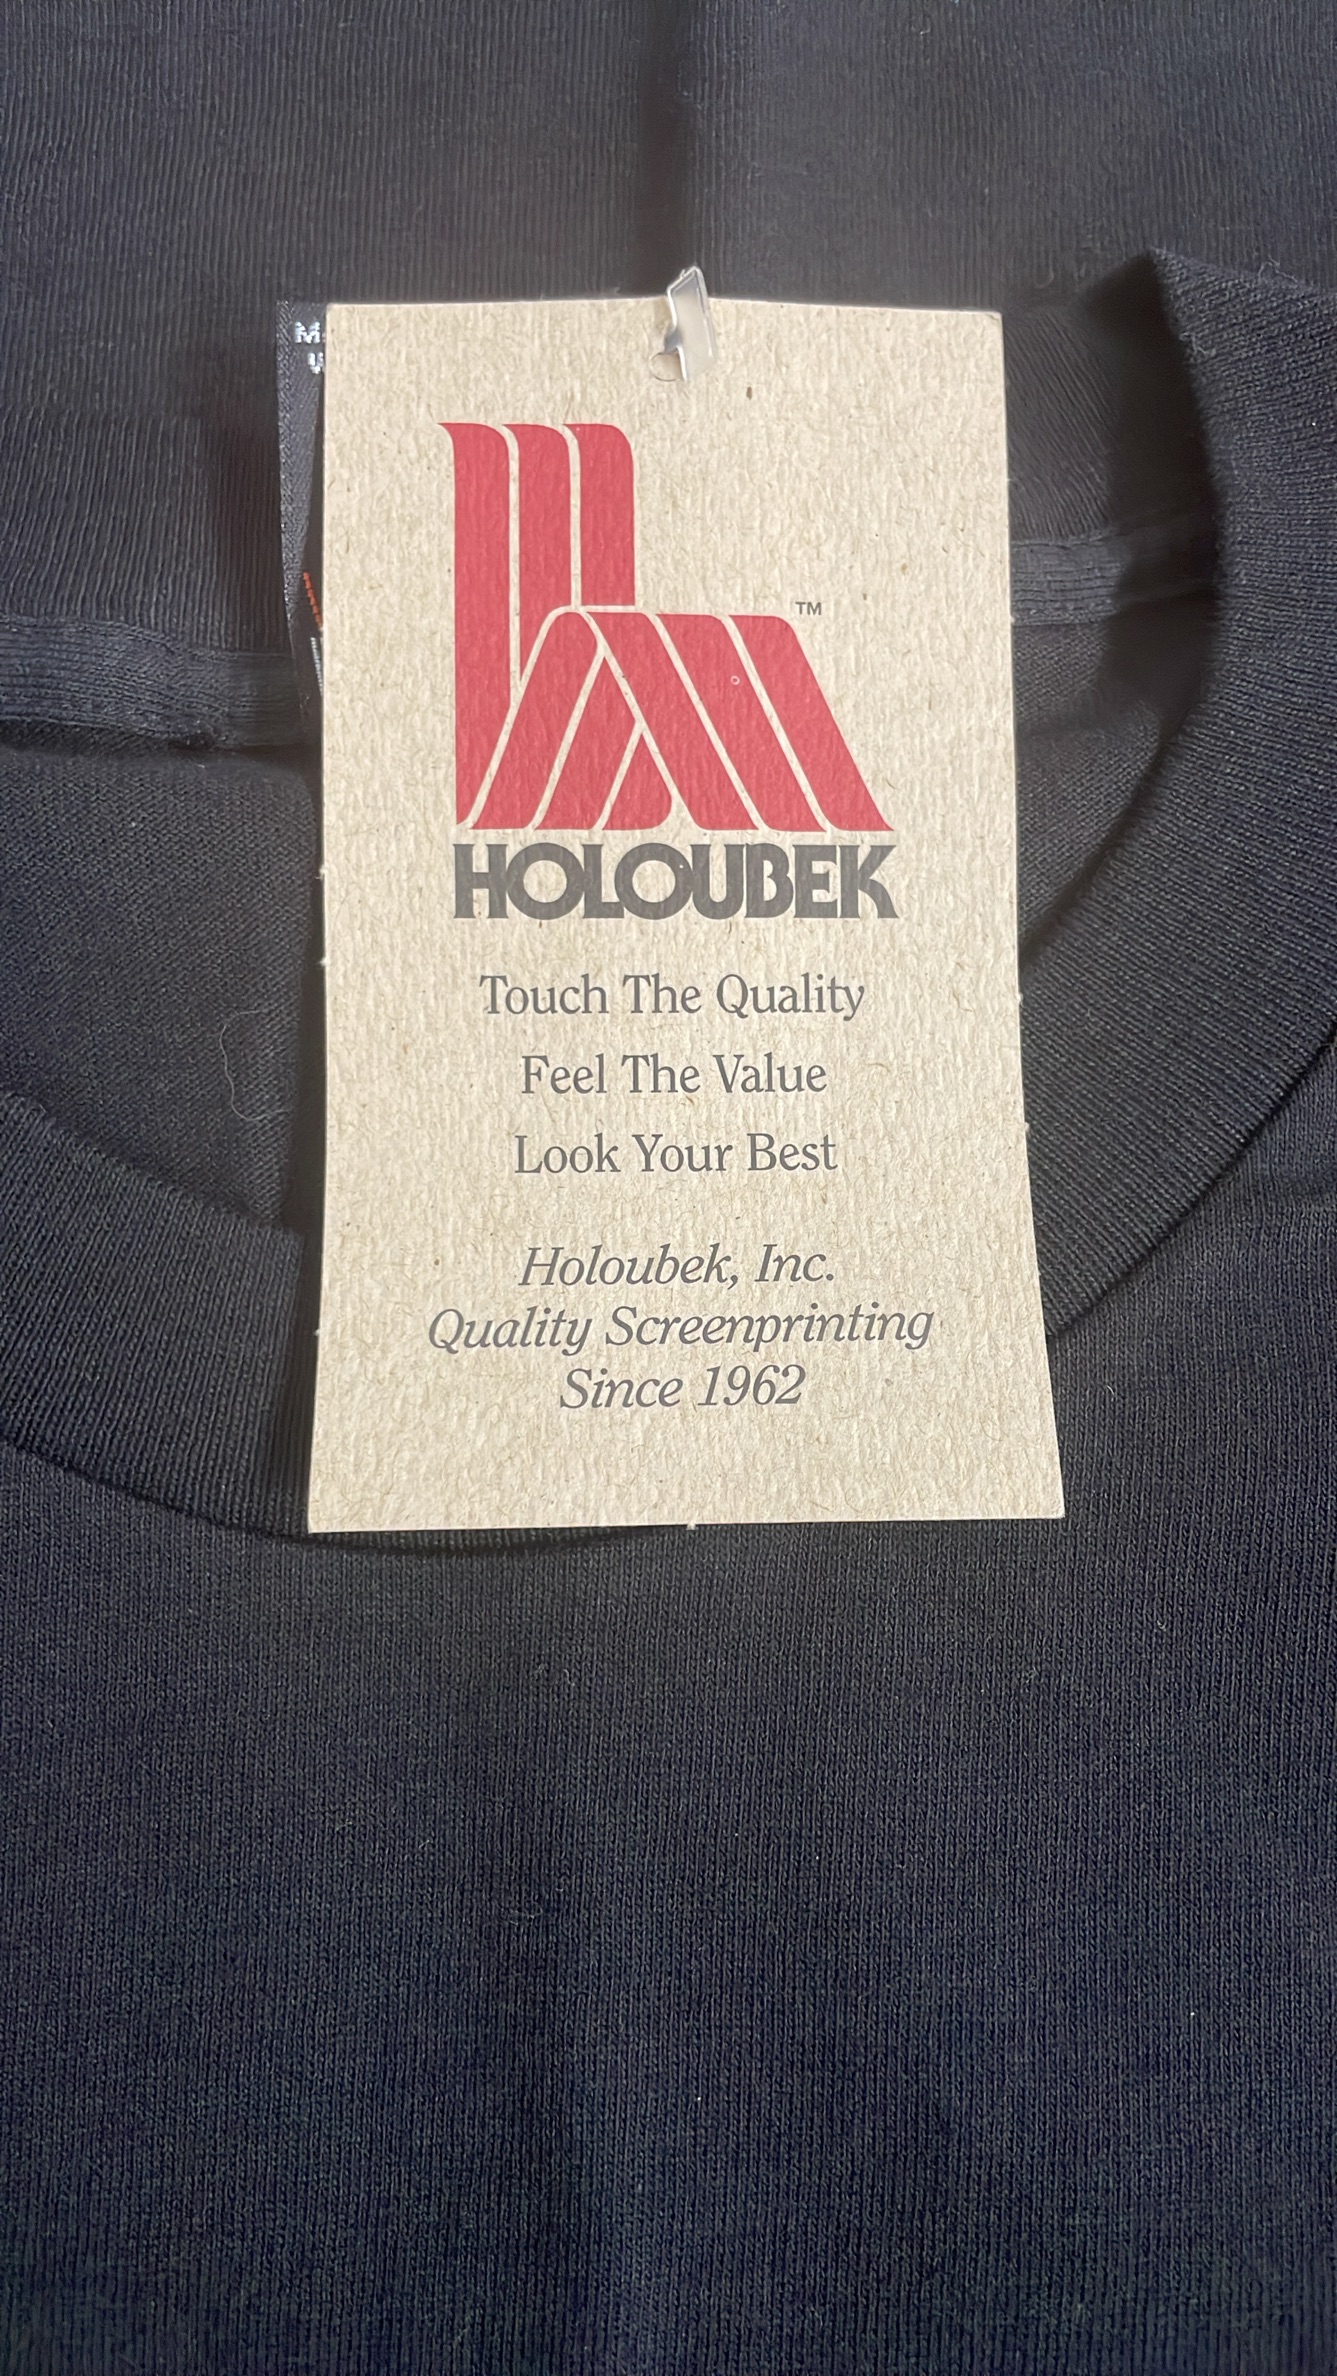 TM
HOLOUBEK
Touch The Quality
Feel The Value
Look Your Best
Holoubek, Inc.
Quality Screenprinting
Since 1962